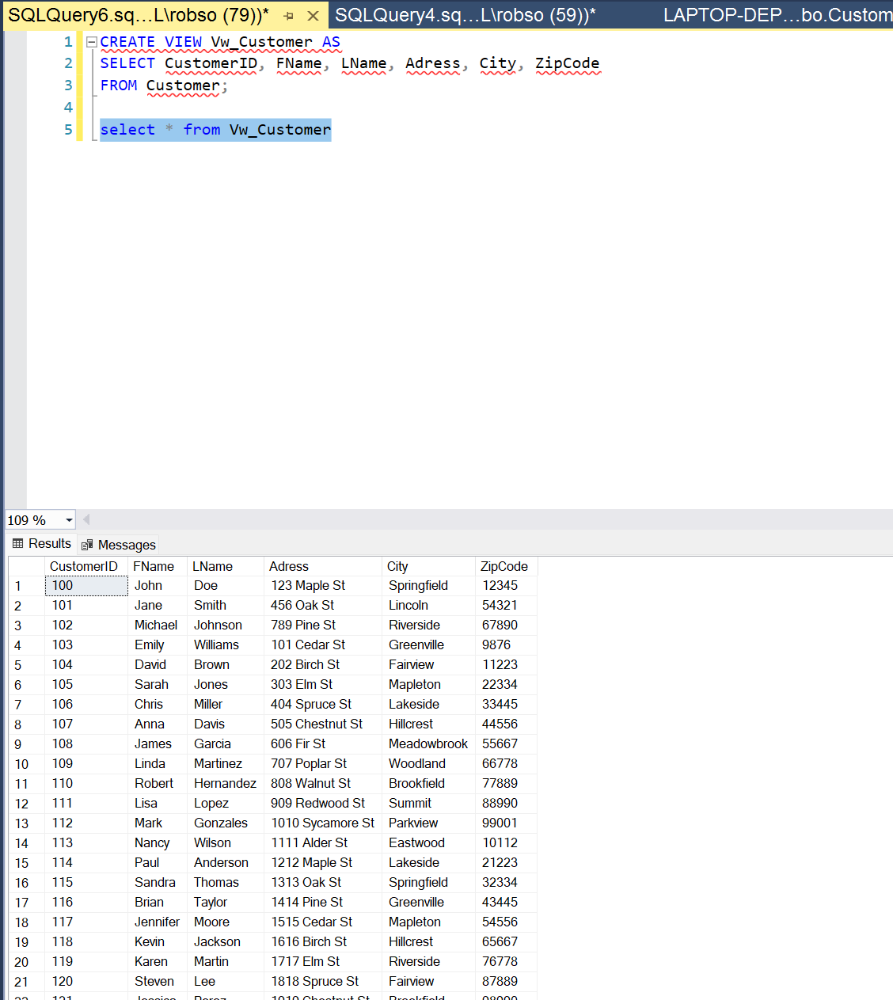 SQLQuery6.sq...L\robso (79))* SQLQuery4.sq...L\robso (59))* LAPTOP-DEP...bo.Custom
1 CREATE VIEW Vw_Customer AS
2 SELECT CustomerID, FName, LName, Adress, City, ZipCode
3 FROM Customer;
4
5 select * from Vw_Customer
109 %
Results Messages
CustomerID FName LName Adress City ZipCode
1 100 John Doe 123 Maple St Springfield 12345
2 101 Jane Smith 456 Oak St Lincoln 54321
3 102 Michael Johnson 789 Pine St Riverside 67890
4 103 Emily Williams 101 Cedar St Greenville 9876
5 104 David Brown 202 Birch St Fairview 11223
6 105 Sarah Jones 303 Elm St Mapleton 22334
7 106 Chris Miller 404 Spruce St Lakeside 33445
8 107 Anna Davis 505 Chestnut St Hillcrest 44556
9 108 James Garcia 606 Fir St Meadowbrook 55667
10 109 Linda Martinez 707 Poplar St Woodland 66778
11 110 Robert Hernandez 808 Walnut St Brookfield 77889
12 111 Lisa Lopez 909 Redwood St Summit 88990
13 112 Mark Gonzales 1010 Sycamore St Parkview 99001
14 113 Nancy Wilson 1111 Alder St Eastwood 10112
15 114 Paul Anderson 1212 Maple St Lakeside 21223
16 115 Sandra Thomas 1313 Oak St Springfield 32334
17 116 Brian Taylor 1414 Pine St Greenville 43445
18 117 Jennifer Moore 1515 Cedar St Mapleton 54556
19 118 Kevin Jackson 1616 Birch St Hillcrest 65667
20 119 Karen Martin 1717 Elm St Riverside 76778
21 120 Steven Lee 1818 Spruce St Fairview 87889